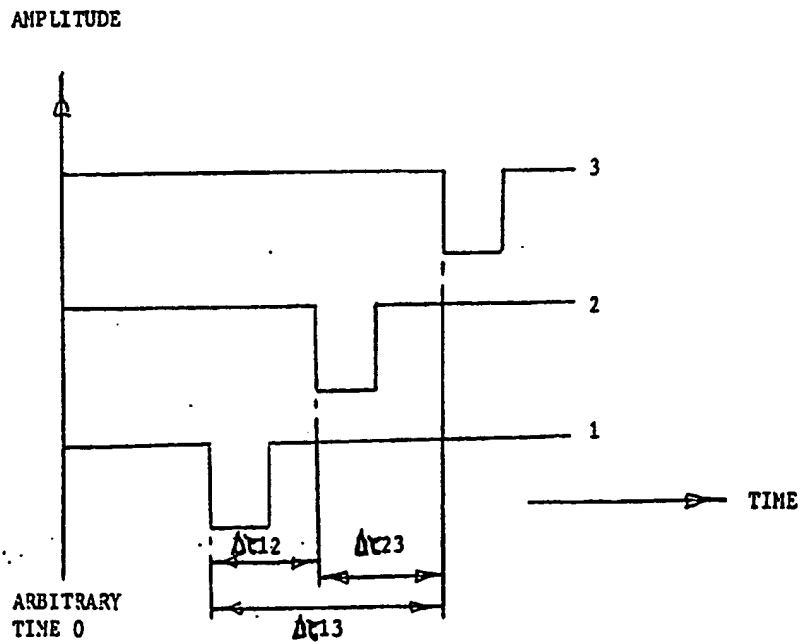 AMPLITUDE
3
2
1
TIME
Δτ12
Δτ23
ARBITRARY
TIME 0
Δτ13